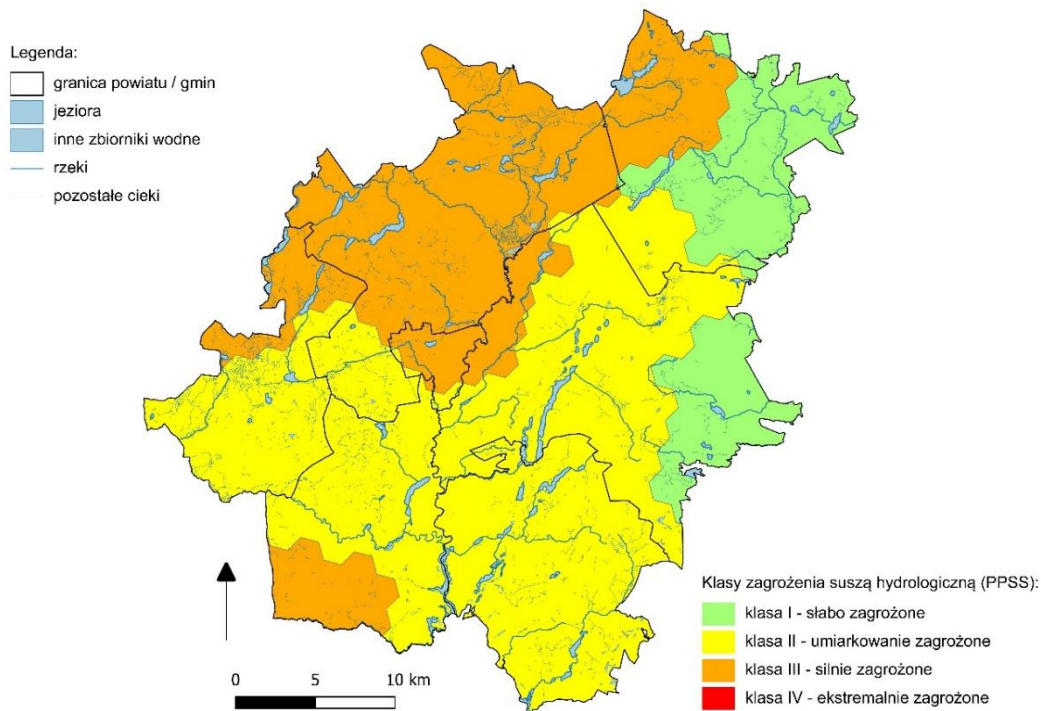 Legenda:
granica powiatu / gmin
jeziora
inne zbiorniki wodne
rzeki
pozostałe cieki
0 5 10 km
Klasy zagrożenia suszą hydrologiczną (PPSS):
klasa I - słabo zagrożone
klasa II - umiarkowanie zagrożone
klasa III - silnie zagrożone
klasa IV - ekstremalnie zagrożone